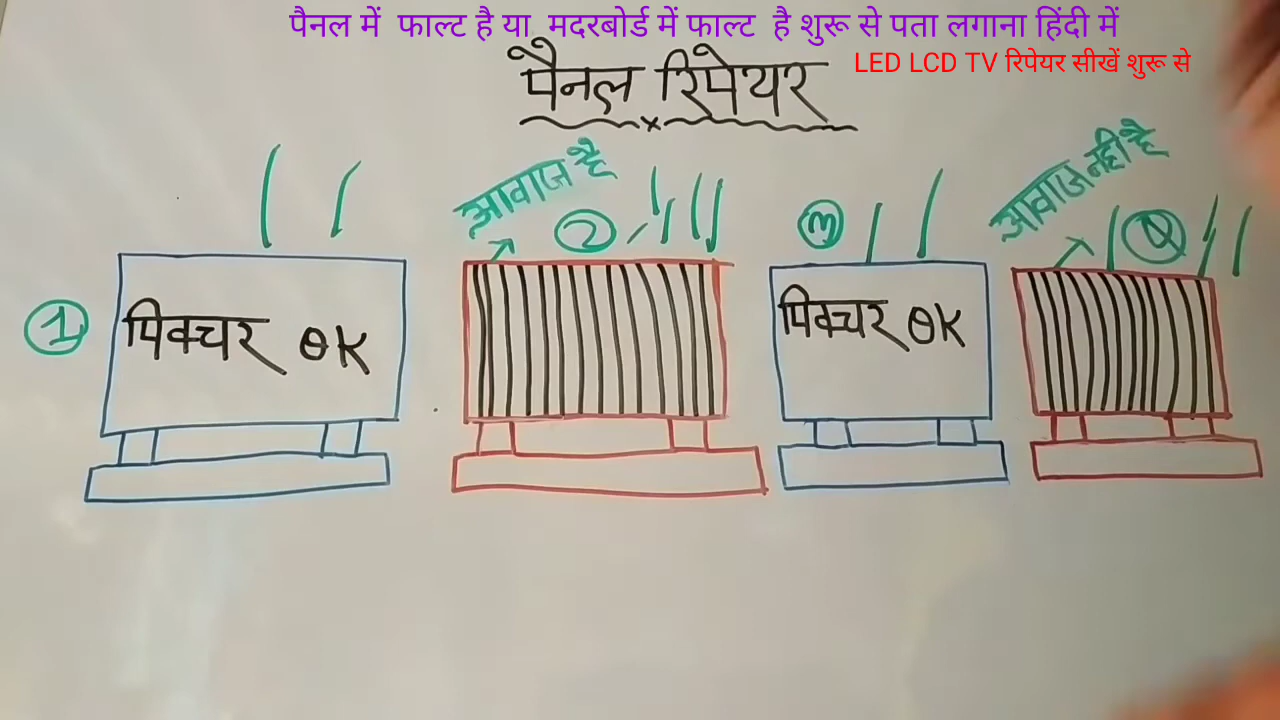 पैनल में फाल्ट है या मदरबोर्ड में फाल्ट है शुरू से पता लगाना हिंदी में
LED LCD TV रिपेयर सीखें शुरू से
पैनल रिपेयर
आवाज है
आवाज नही है
1
2
3
4
पिक्चर OK
पिक्चर OK